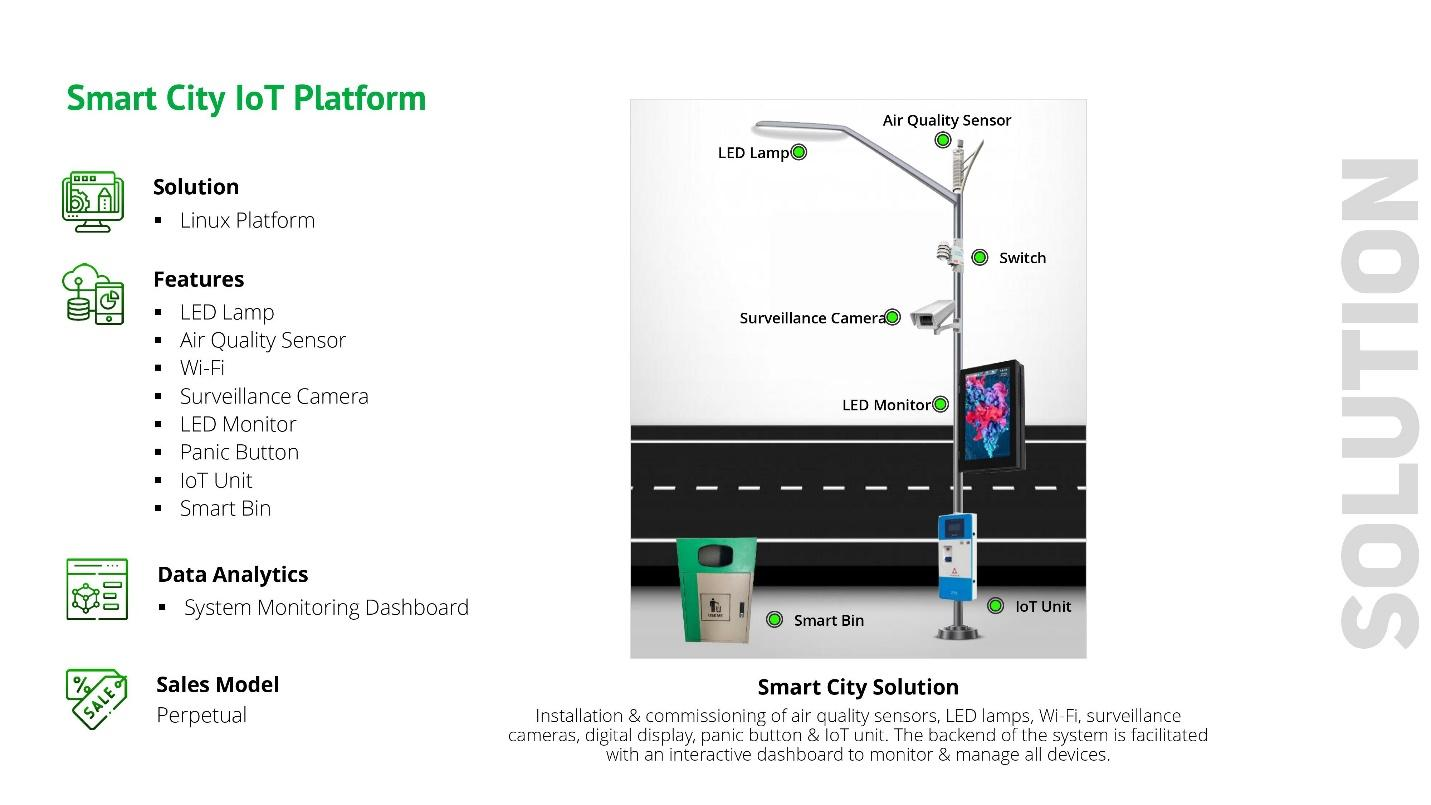 Smart City IoT Platform
Solution
▪ Linux Platform
Features
▪ LED Lamp
▪ Air Quality Sensor
▪ Wi-Fi
▪ Surveillance Camera
▪ LED Monitor
▪ Panic Button
▪ IoT Unit
▪ Smart Bin
Data Analytics
▪ System Monitoring Dashboard
%
SALE
Sales Model
Perpetual
Air Quality Sensor
LED Lamp
Switch
Surveillance Camera
LED Monitor
IoT Unit
Smart Bin
Smart City Solution
Installation & commissioning of air quality sensors, LED lamps, Wi-Fi, surveillance
cameras, digital display, panic button & IoT unit. The backend of the system is facilitated
with an interactive dashboard to monitor & manage all devices.
SOLUTION